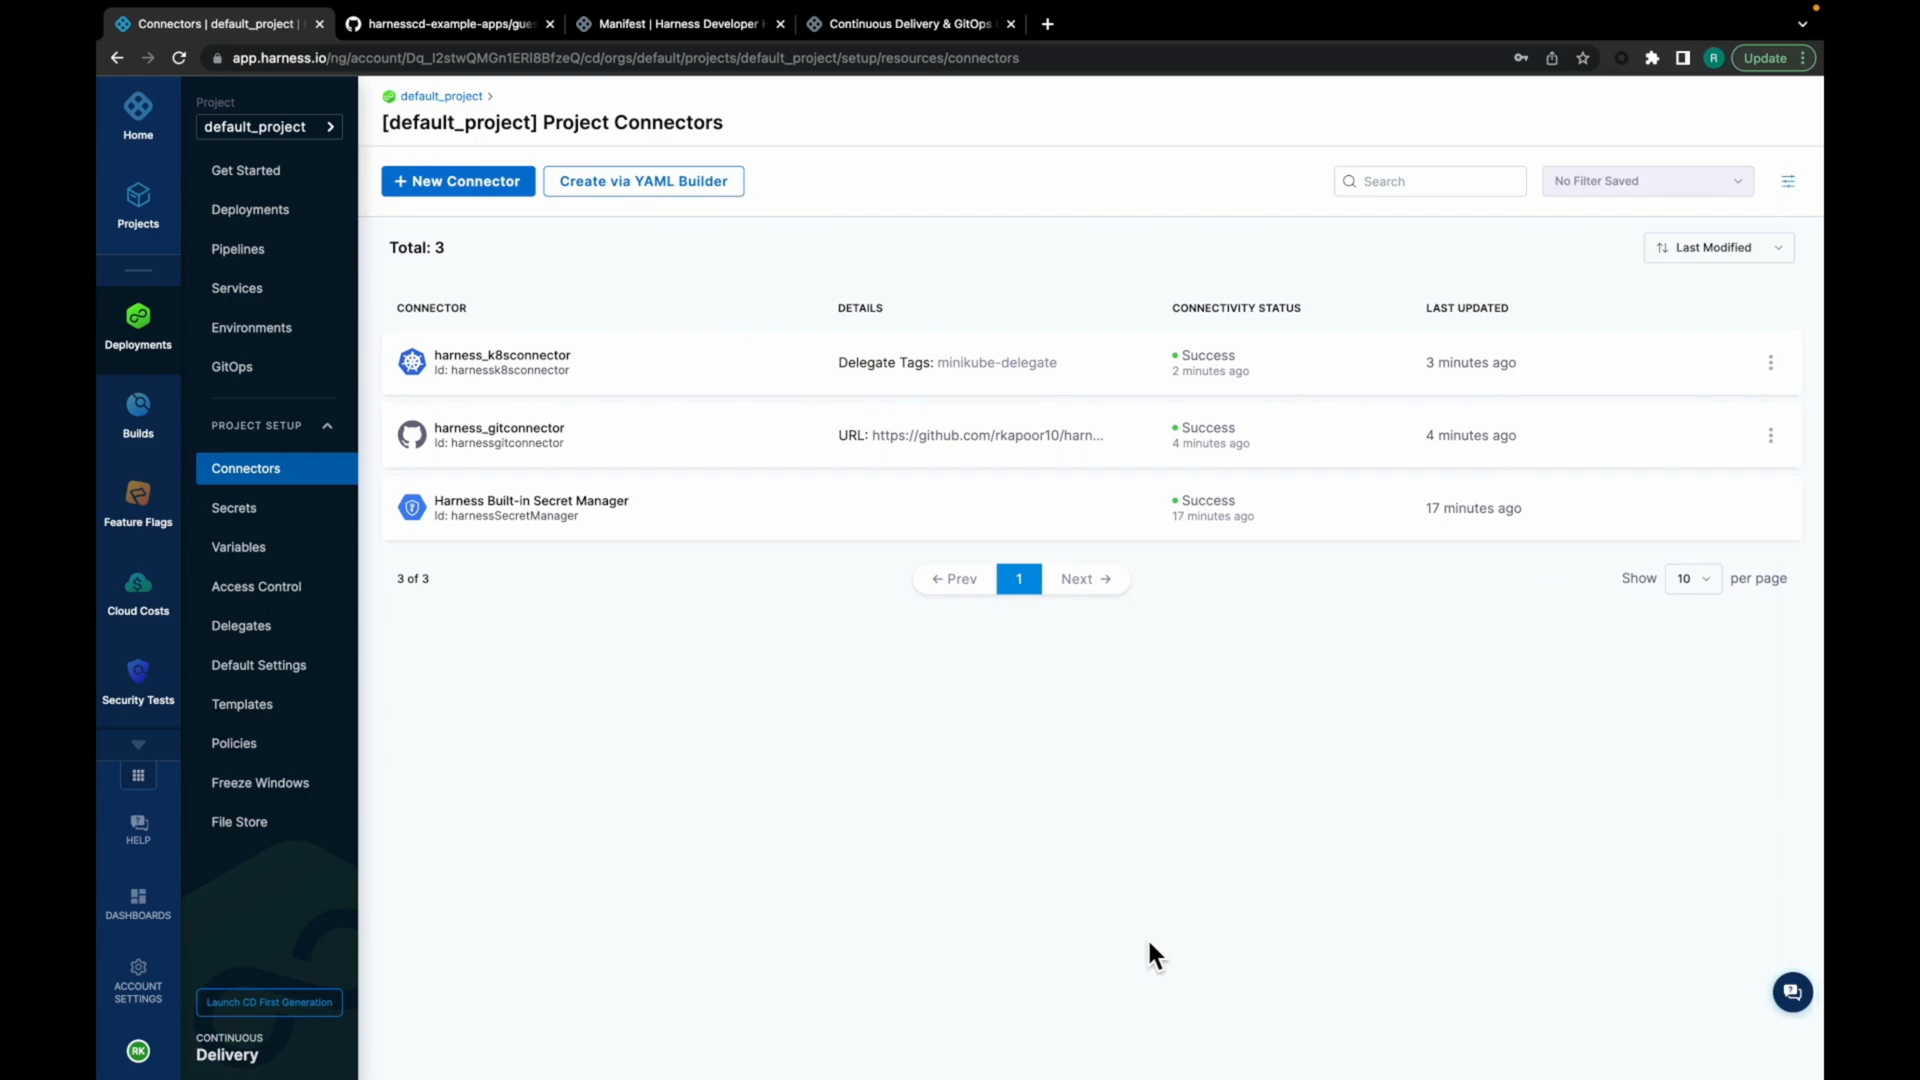 Connectors | default_project |
harnesscd-example-apps/gues
Manifest | Harness Developer H
Continuous Delivery & GitOps
app.harness.io/ng/account/Dq_I2stwQMGn1ERI8BfzeQ/cd/orgs/default/projects/default_project/setup/resources/connectors
R
Update
Home
Projects
Deployments
Builds
Feature Flags
Cloud Costs
Security Tests
HELP
DASHBOARDS
ACCOUNT
SETTINGS
RK
Project
default_project
Get Started
Deployments
Pipelines
Services
Environments
GitOps
PROJECT SETUP
Connectors
Secrets
Variables
Access Control
Delegates
Default Settings
Templates
Policies
Freeze Windows
File Store
Launch CD First Generation
CONTINUOUS
Delivery
default_project >
[default_project] Project Connectors
+ New Connector
Create via YAML Builder
Search
No Filter Saved
Total: 3
Last Modified
CONNECTOR DETAILS CONNECTIVITY STATUS LAST UPDATED
harness_k8sconnector
Id: harnessk8sconnector
Delegate Tags: minikube-delegate
Success
2 minutes ago
3 minutes ago
harness_gitconnector
Id: harnessgitconnector
URL: https://github.com/rkapoor10/harn...
Success
4 minutes ago
4 minutes ago
Harness Built-in Secret Manager
Id: harnessSecretManager
Success
17 minutes ago
17 minutes ago
3 of 3
← Prev 1 Next →
Show 10 per page